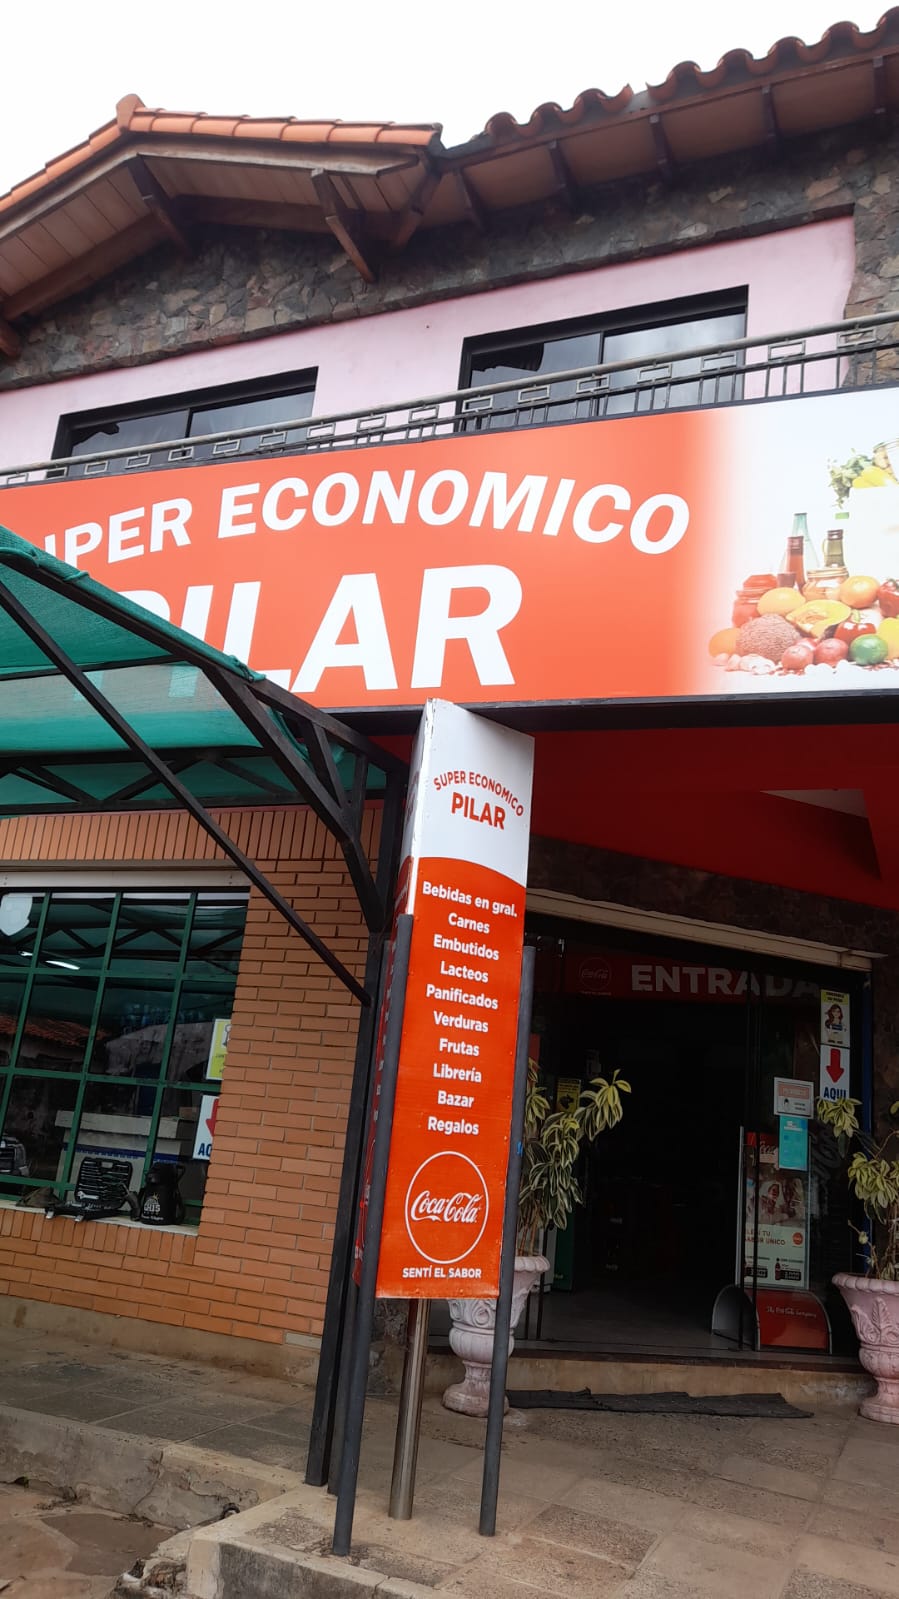 UPER ECONOMICO
PILAR
SUPER ECONOMICO
PILAR
Bebidas en gral.
Carnes
Embutidos
Lacteos
Panificados
Verduras
Frutas
Librería
Bazar
Regalos
Coca-Cola
SENTÍ EL SABOR
ENTRADA
AQUI